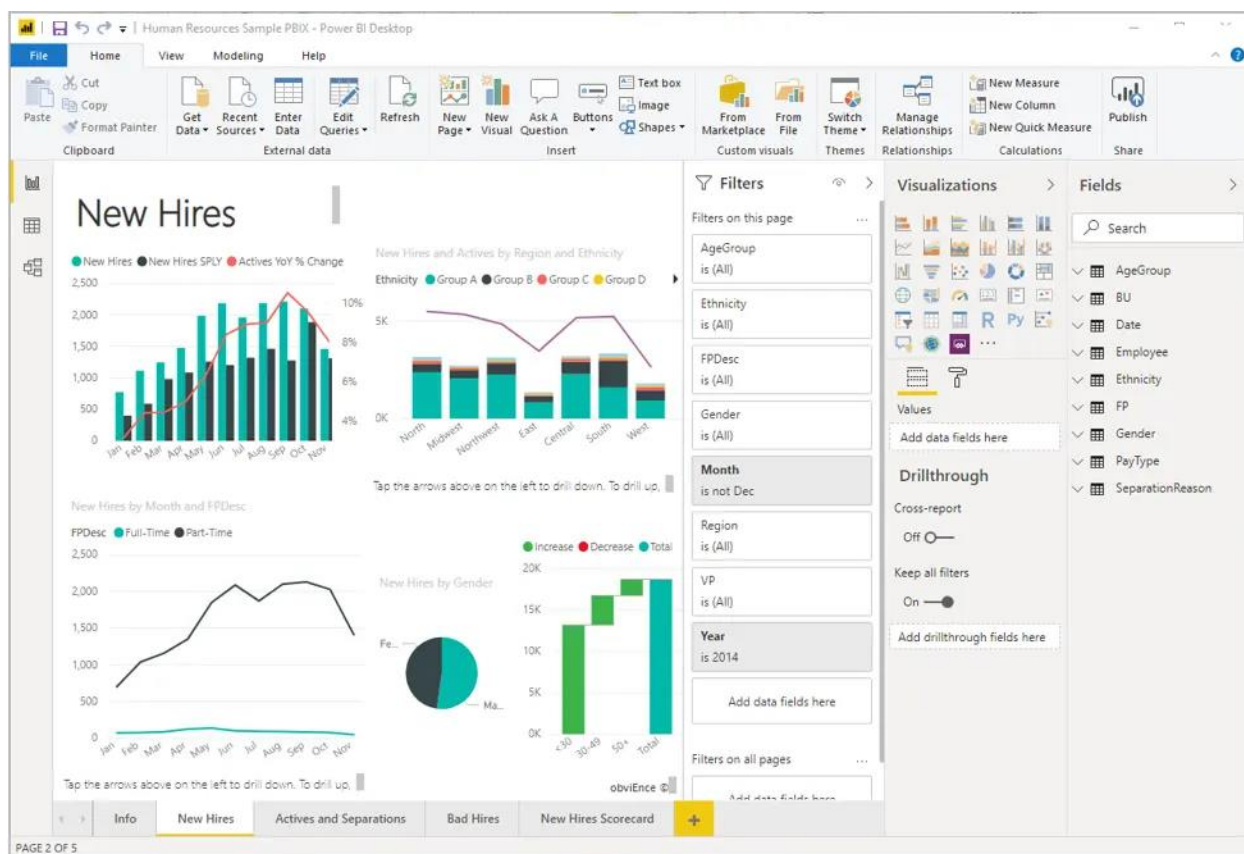 Human Resources Sample PBIX - Power BI Desktop
File Home View Modeling Help
Paste
Cut
Copy
Format Painter
Clipboard
Get Data
Recent Sources
Enter Data
Edit Queries
Refresh
External data
New Page
New Visual
Ask A Question
Buttons
Text box
Image
Shapes
Insert
From Marketplace
From File
Custom visuals
Switch Theme
Themes
Manage Relationships
Relationships
New Measure
New Column
New Quick Measure
Calculations
Publish
Share
New Hires
New Hires New Hires SPLY Actives YoY % Change
2,500
2,000
1,500
1,000
500
0
10%
8%
6%
4%
Jan Feb Mar Apr May Jun Jul Aug Sep Oct Nov
New Hires and Actives by Region and Ethnicity
Ethnicity Group A Group B Group C Group D
5K
0K
North Midwest Northwest East Central South West
Tap the arrows above on the left to drill down. To drill up,
New Hires by Month and FPDesc
FPDesc Full-Time Part-Time
2,500
2,000
1,500
1,000
500
0
Jan Feb Mar Apr May Jun Jul Aug Sep Oct Nov
Tap the arrows above on the left to drill down. To drill up,
New Hires by Gender
Fe...
Ma...
Increase Decrease Total
20K
15K
10K
5K
0K
<30 30-49 50+ Total
obviEnce ©
Filters
Filters on this page ...
AgeGroup
is (All)
Ethnicity
is (All)
FPDesc
is (All)
Gender
is (All)
Month
is not Dec
Region
is (All)
VP
is (All)
Year
is 2014
Add data fields here
Filters on all pages ...
Add data fields here
Visualizations
R Py
...
Values
Add data fields here
Drillthrough
Cross-report
Off
Keep all filters
On
Add drillthrough fields here
Fields
Search
AgeGroup
BU
Date
Employee
Ethnicity
FP
Gender
PayType
SeparationReason
Info New Hires Actives and Separations Bad Hires New Hires Scorecard +
PAGE 2 OF 5